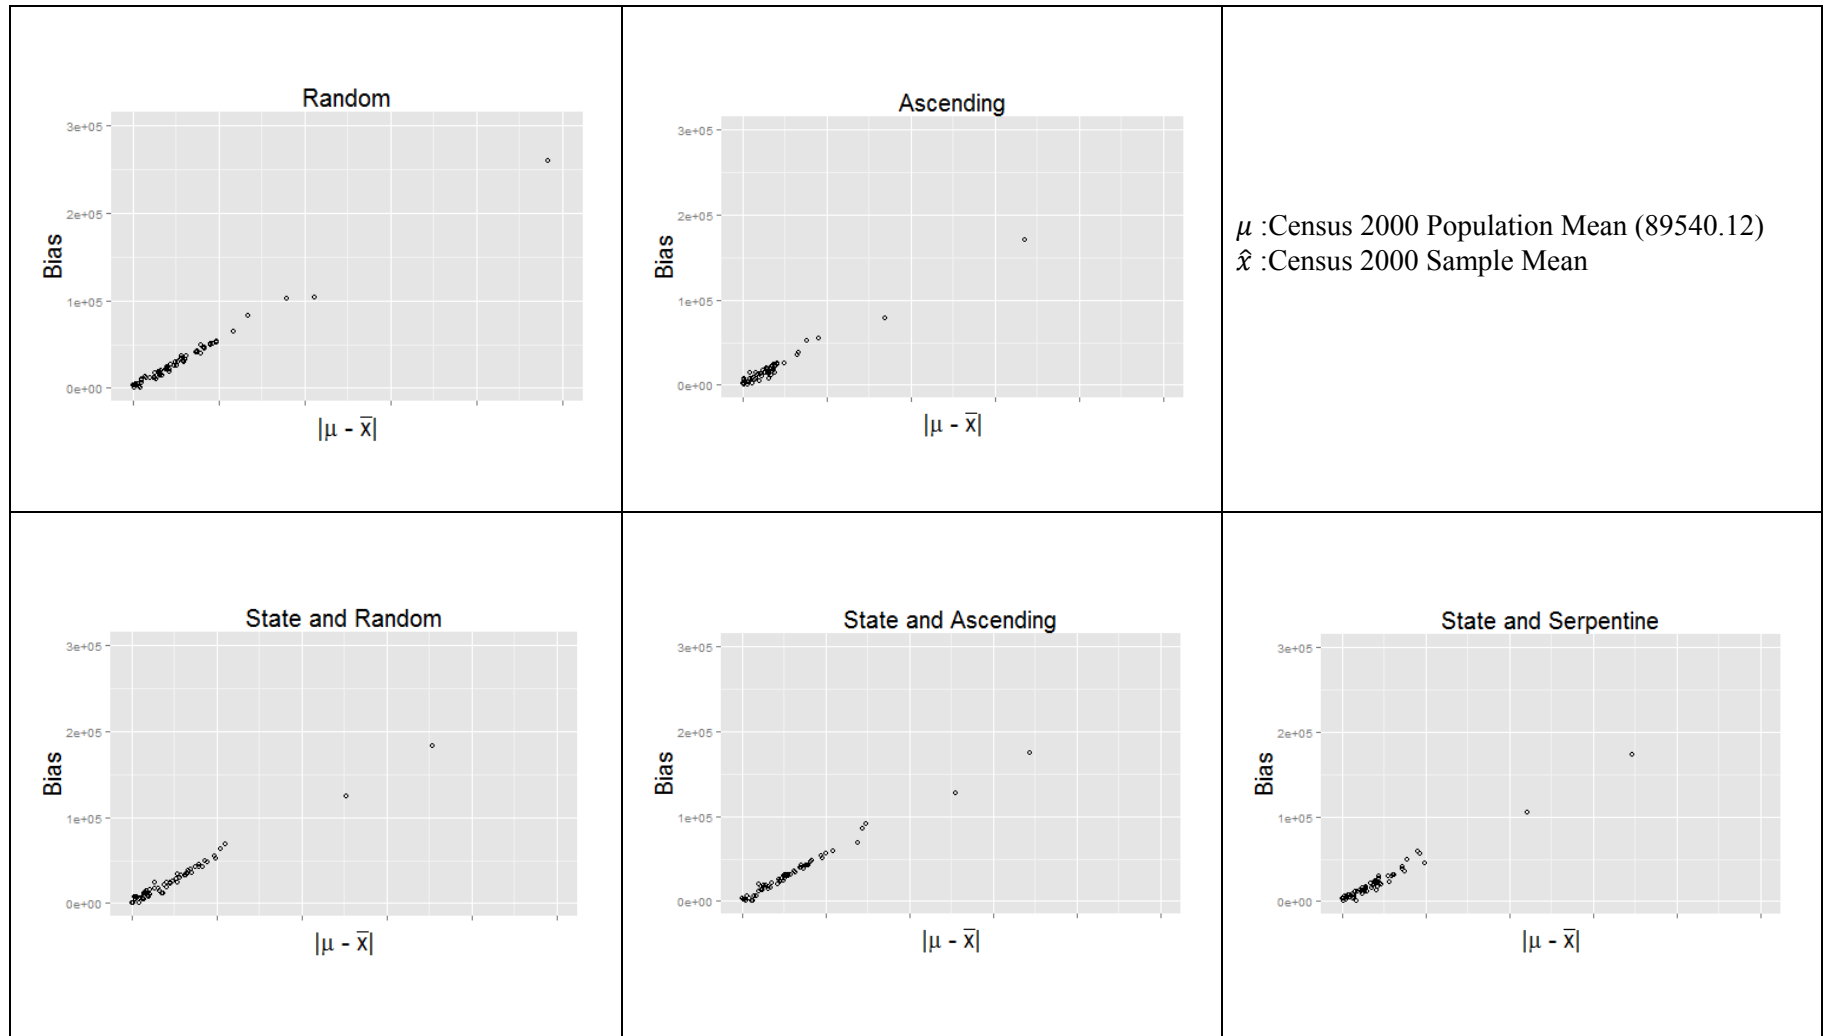 Random
3e+05
2e+05
1e+05
0e+00
Bias
|μ - x̅|
Ascending
3e+05
2e+05
1e+05
0e+00
Bias
|μ - x̅|
𝜇 :Census 2000 Population Mean (89540.12)
𝑥̂ :Census 2000 Sample Mean
State and Random
3e+05
2e+05
1e+05
0e+00
Bias
|μ - x̅|
State and Ascending
3e+05
2e+05
1e+05
0e+00
Bias
|μ - x̅|
State and Serpentine
3e+05
2e+05
1e+05
0e+00
Bias
|μ - x̅|